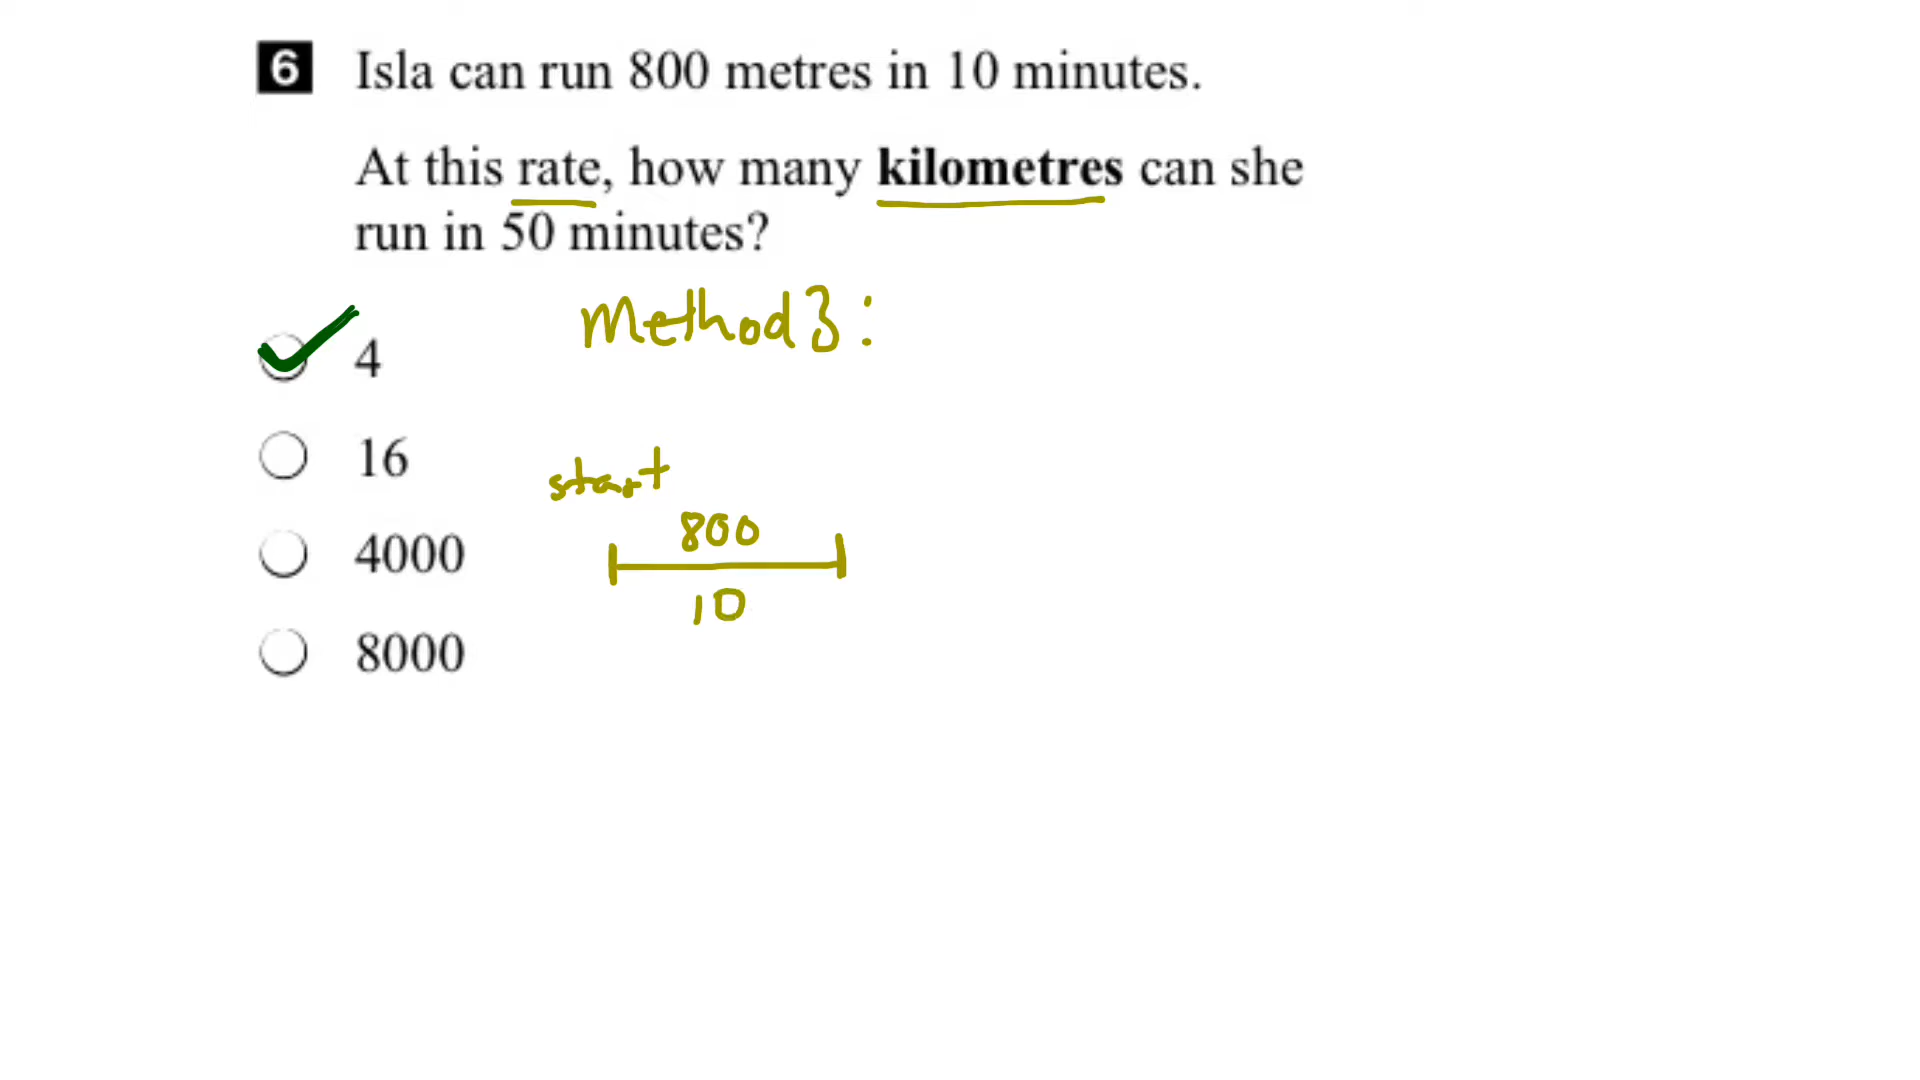 6 Isla can run 800 metres in 10 minutes.
At this rate, how many kilometres can she
run in 50 minutes?
Method 3:
4
16
start
800
10
4000
8000